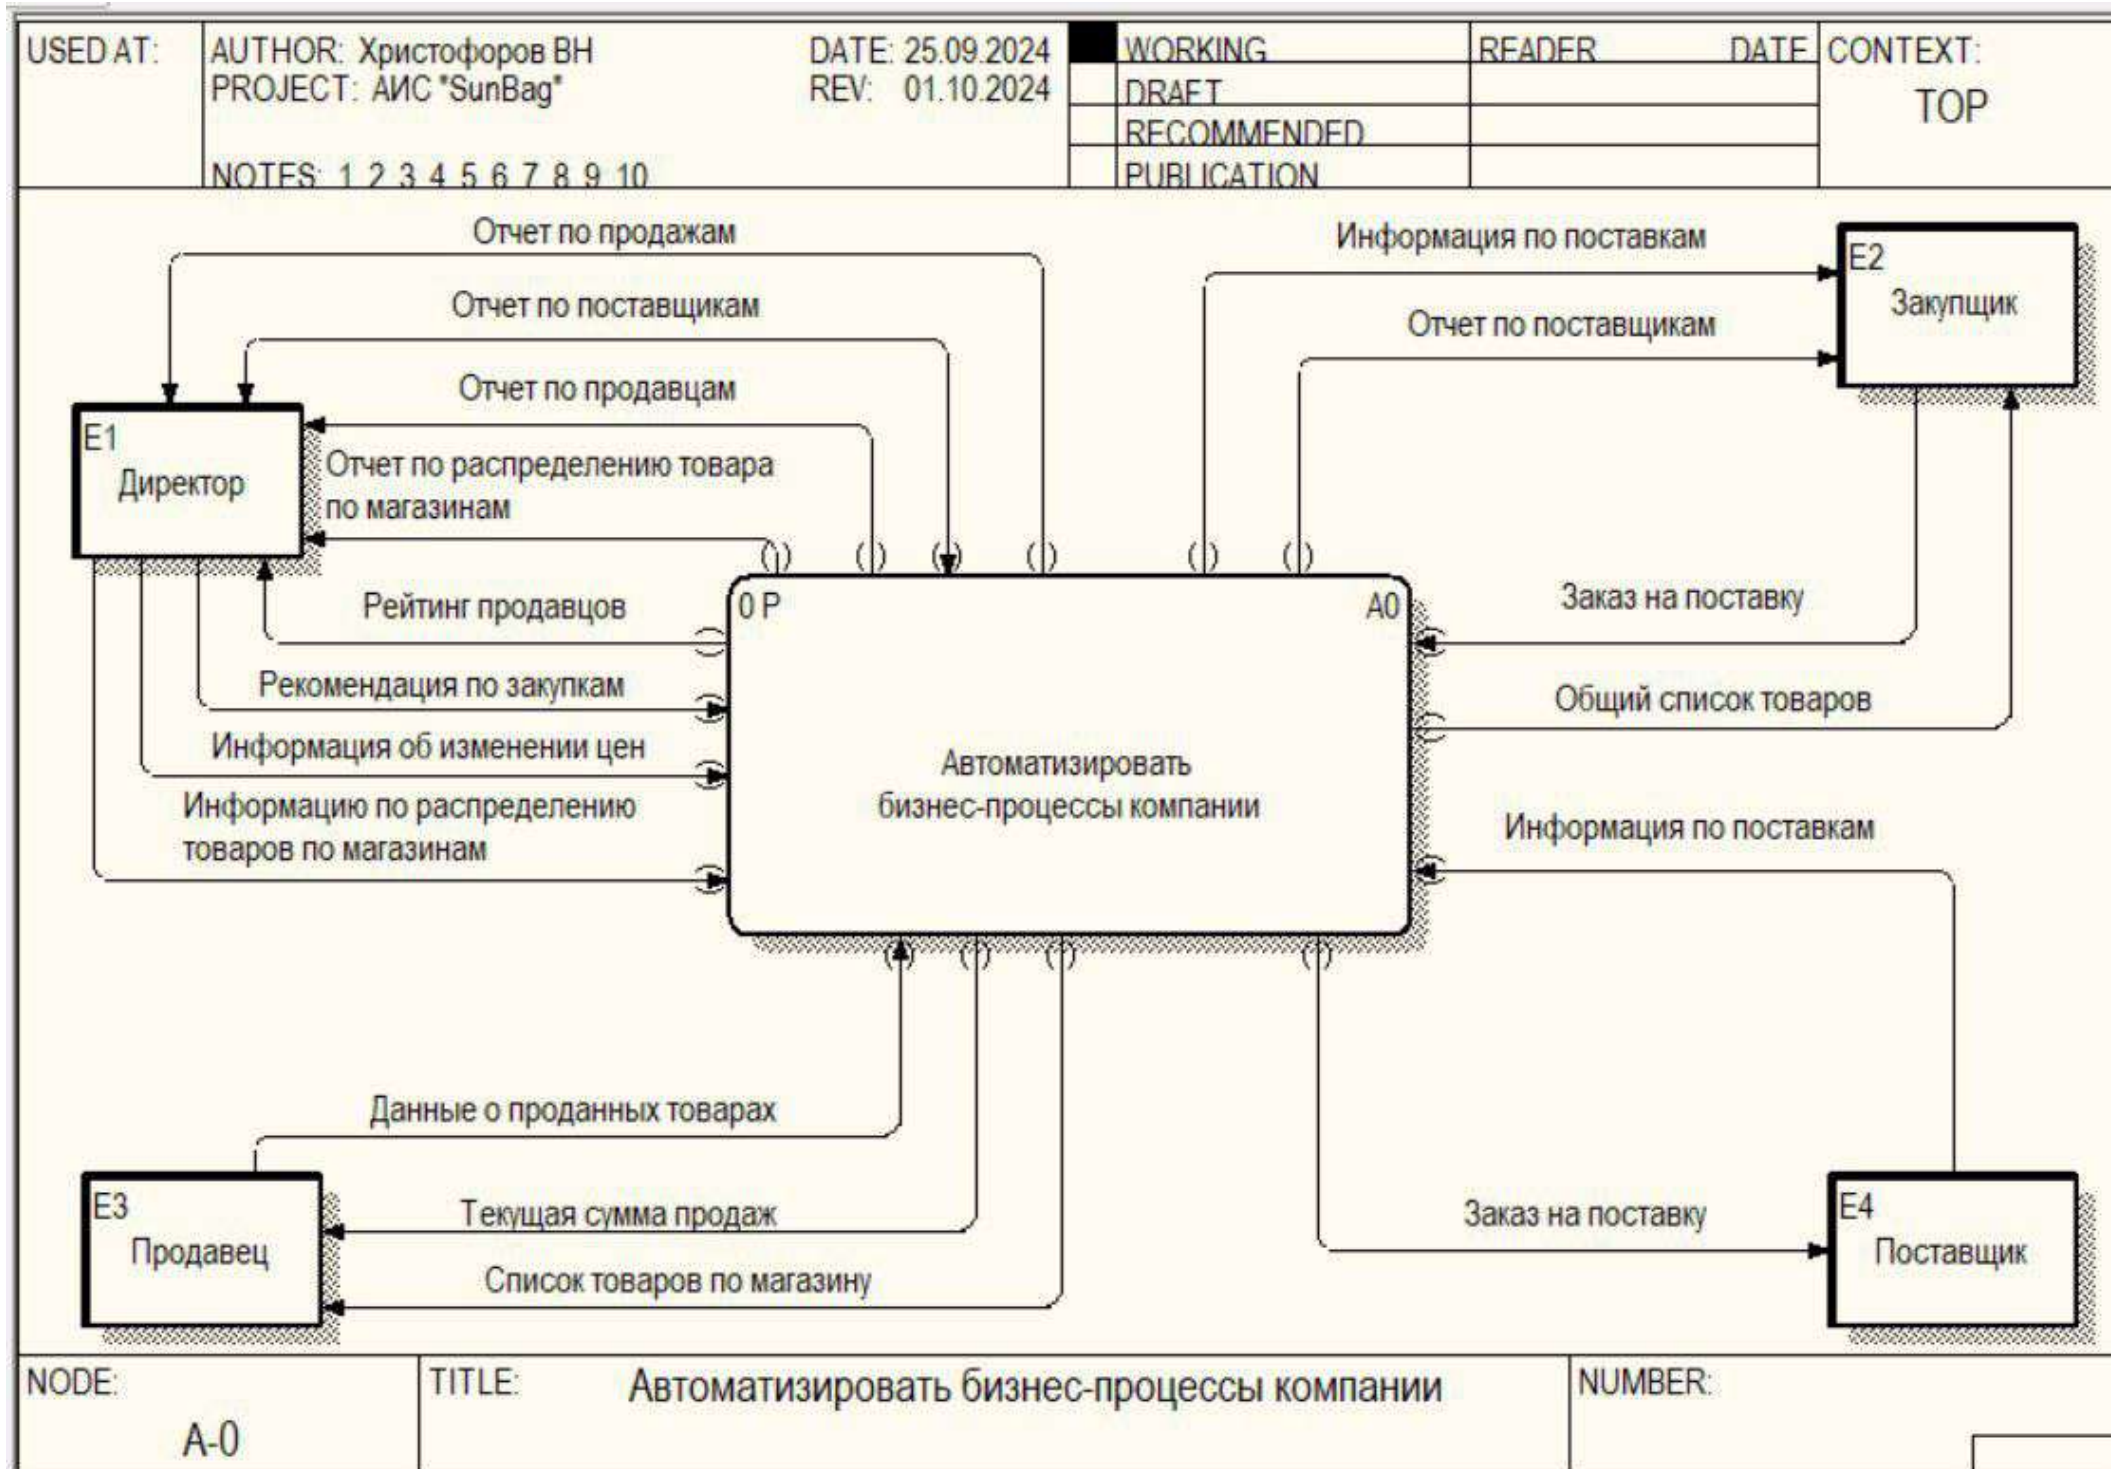 USED AT:
AUTHOR: Христофоров ВН
DATE: 25.09.2024
PROJECT: АИС "SunBag"
REV: 01.10.2024
NOTES: 1 2 3 4 5 6 7 8 9 10
WORKING
DRAFT
RECOMMENDED
PUBLICATION
READER
DATE
CONTEXT:
TOP
Отчет по продажам
Информация по поставкам
E2
Закупщик
Отчет по поставщикам
Отчет по поставщикам
Отчет по продавцам
E1
Директор
Отчет по распределению товара
по магазинам
Рейтинг продавцов
0 P
A0
Заказ на поставку
Рекомендация по закупкам
Общий список товаров
Информация об изменении цен
Автоматизировать
бизнес-процессы компании
Информацию по распределению
товаров по магазинам
Информация по поставкам
Данные о проданных товарах
E3
Продавец
Текущая сумма продаж
Заказ на поставку
E4
Поставщик
Список товаров по магазину
NODE:
A-0
TITLE:
Автоматизировать бизнес-процессы компании
NUMBER: